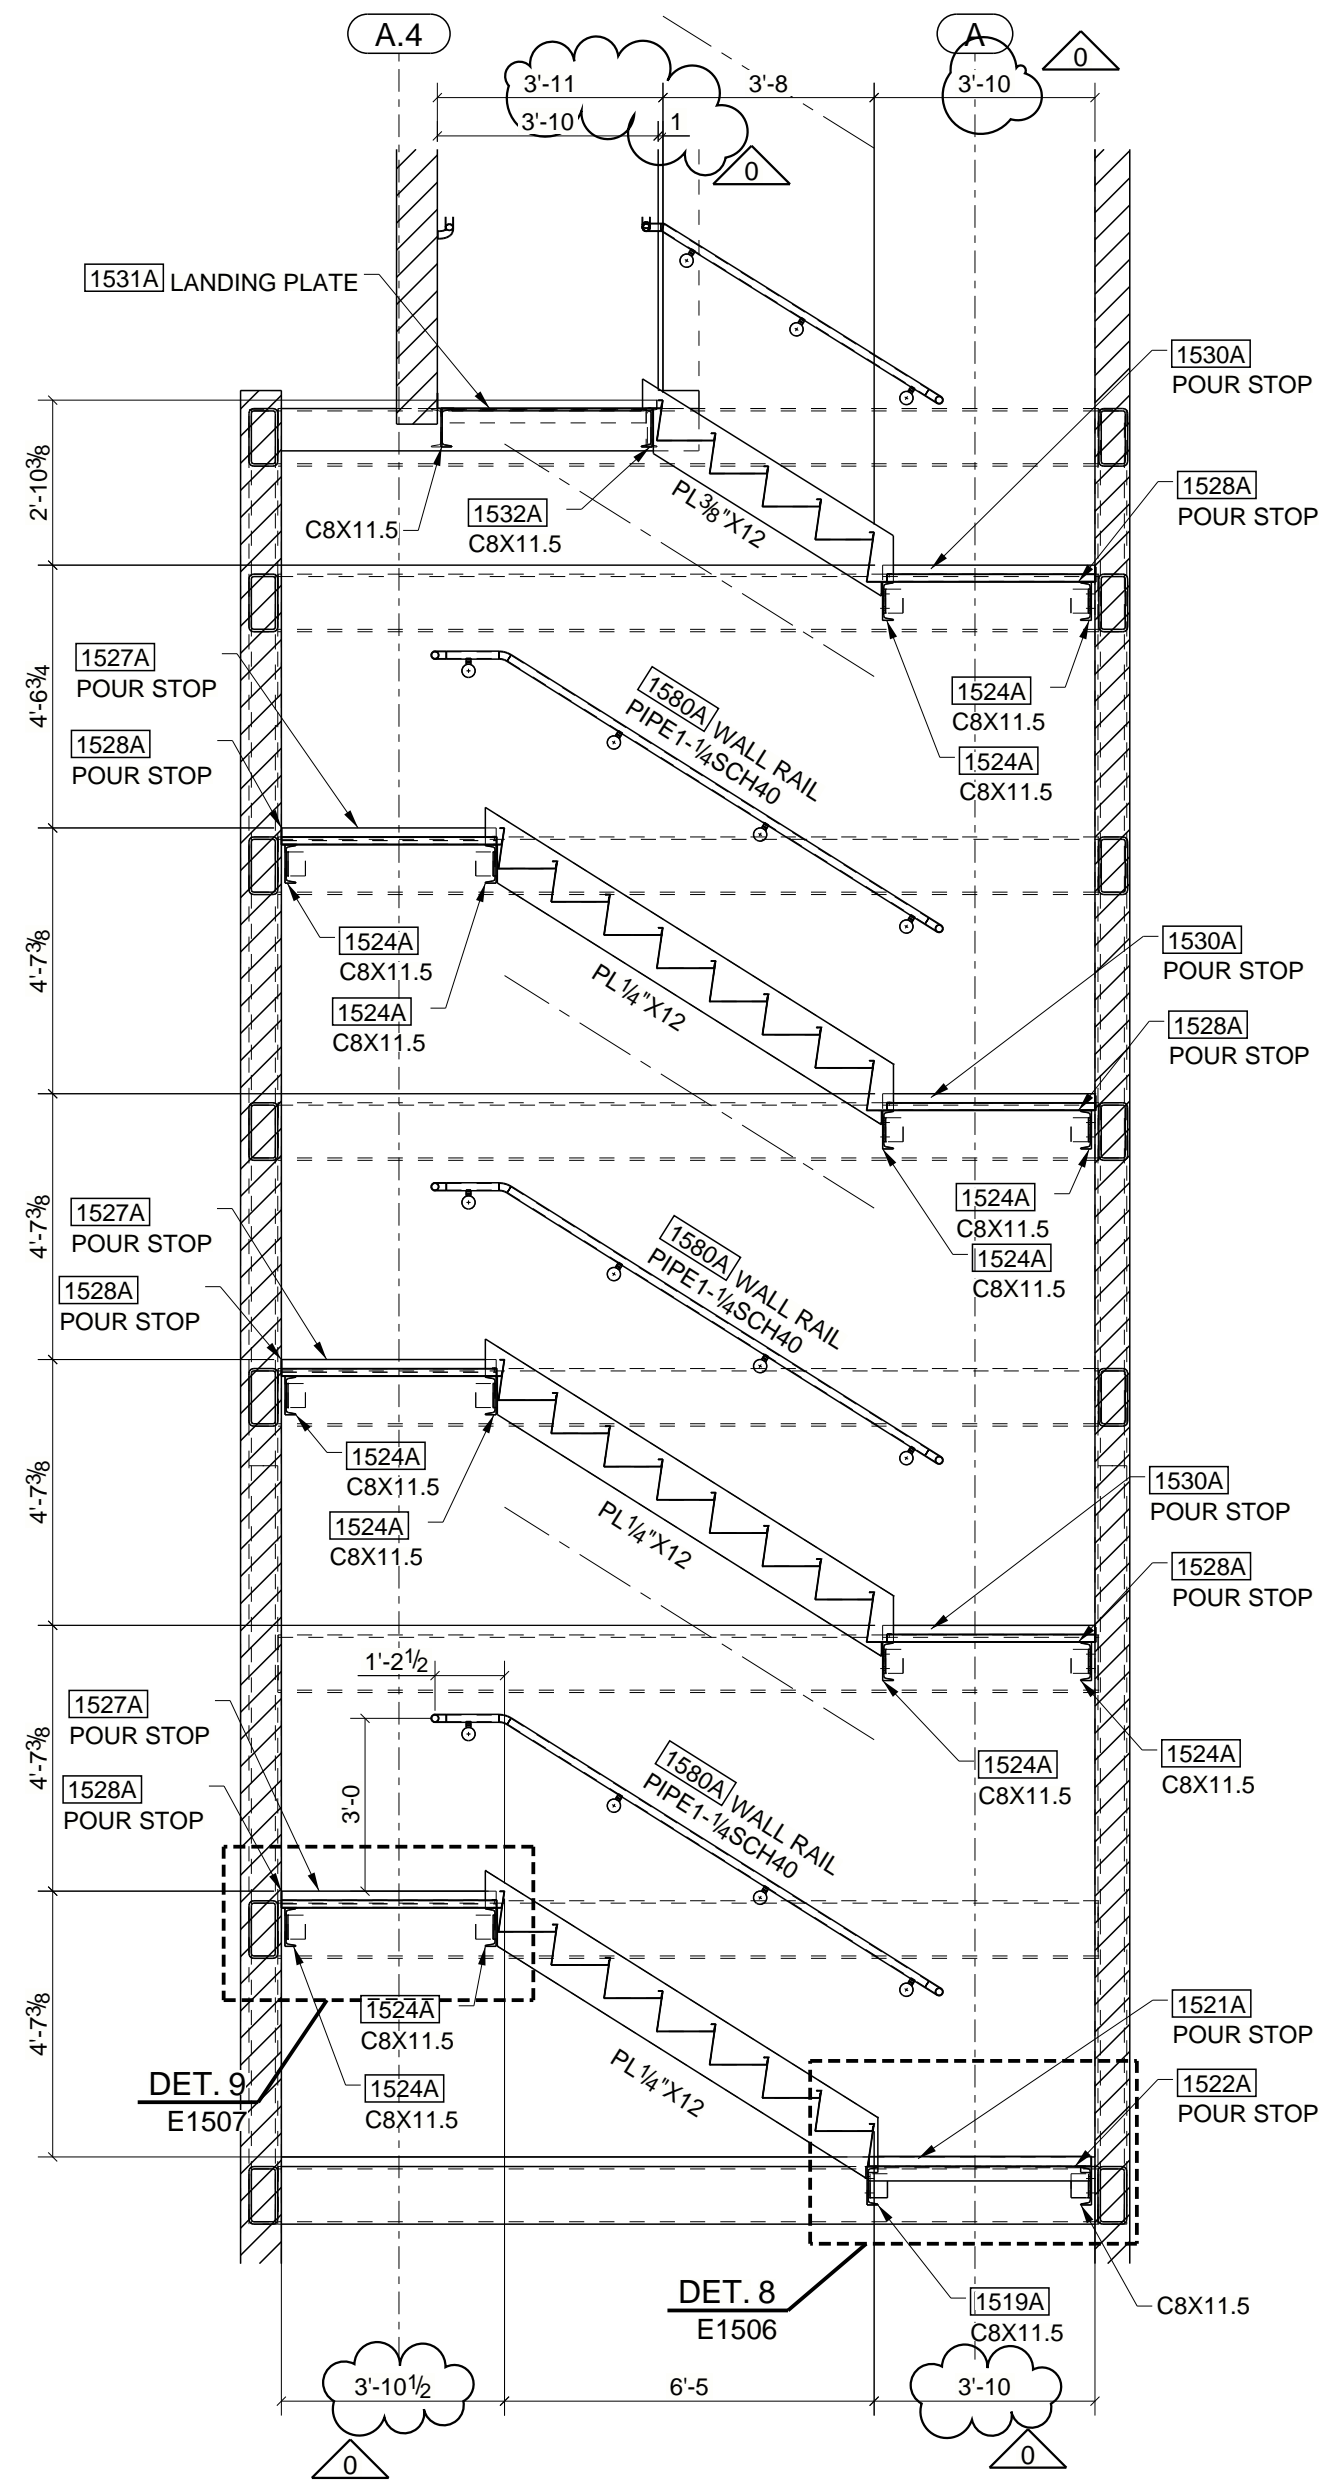 A.4
A
0
3'-11
3'-8
3'-10
3'-10
1
0
1531A LANDING PLATE
1530A
POUR STOP
2'-10⅜
1528A
POUR STOP
C8X11.5
1532A
C8X11.5
PL⅜"X12
1527A
POUR STOP
4'-6¾
1580A WALL RAIL
PIPE1-¼SCH40
1524A
C8X11.5
1528A
POUR STOP
1524A
C8X11.5
1524A
C8X11.5
1530A
POUR STOP
4'-7⅜
1524A
C8X11.5
PL¼"X12
1528A
POUR STOP
1527A
POUR STOP
4'-7⅜
1580A WALL RAIL
PIPE1-¼SCH40
1524A
C8X11.5
1524A
C8X11.5
1528A
POUR STOP
1524A
C8X11.5
1530A
POUR STOP
4'-7⅜
1524A
C8X11.5
PL¼"X12
1528A
POUR STOP
1'-2½
1527A
POUR STOP
4'-7⅜
1524A
C8X11.5
1524A
C8X11.5
1528A
POUR STOP
3'-0
1580A WALL RAIL
PIPE1-¼SCH40
1524A
C8X11.5
1521A
POUR STOP
4'-7⅜
DET. 9
E1507
1524A
C8X11.5
PL¼"X12
1522A
POUR STOP
DET. 8
E1506
1519A
C8X11.5
C8X11.5
3'-10½
6'-5
3'-10
0
0